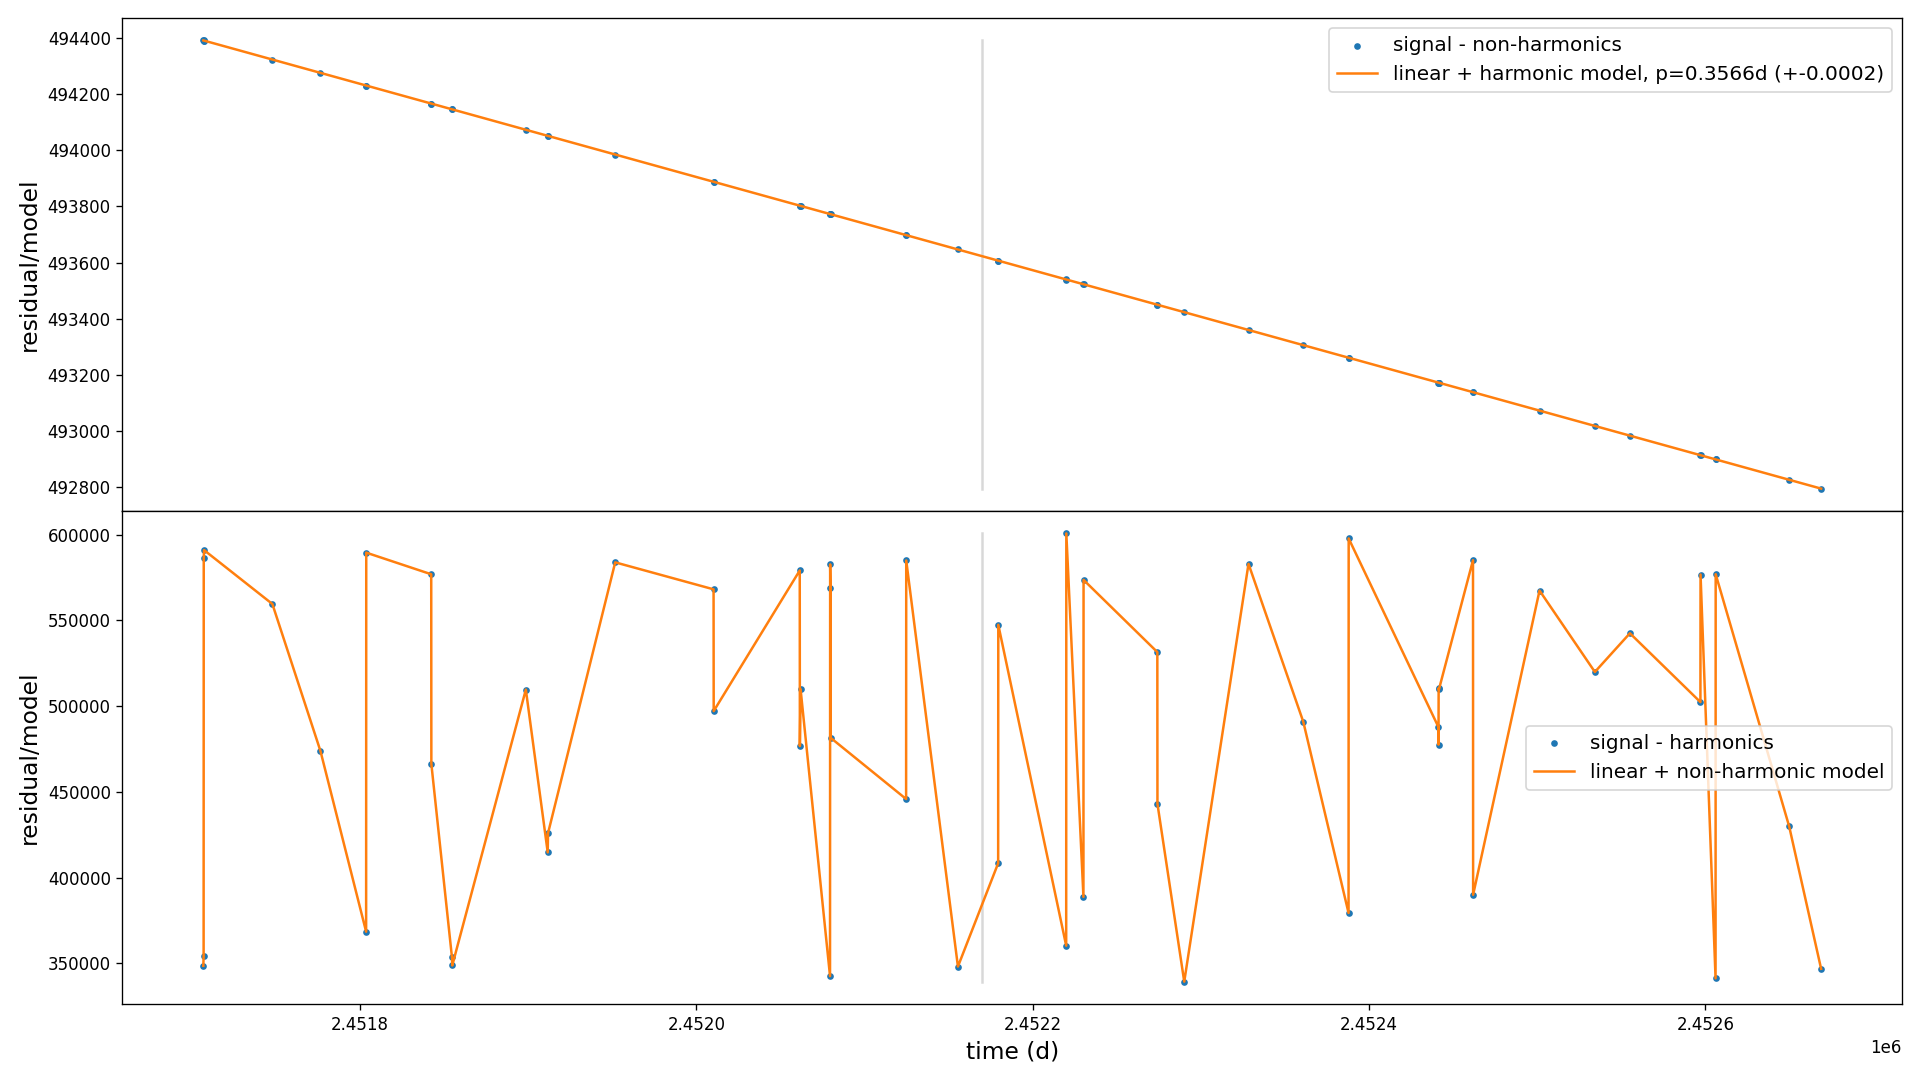 494400
494200
494000
493800
493600
493400
493200
493000
492800
residual/model
signal - non-harmonics
linear + harmonic model, p=0.3566d (+-0.0002)
600000
550000
500000
450000
400000
350000
residual/model
signal - harmonics
linear + non-harmonic model
2.4518
2.4520
2.4522
2.4524
2.4526
1e6
time (d)